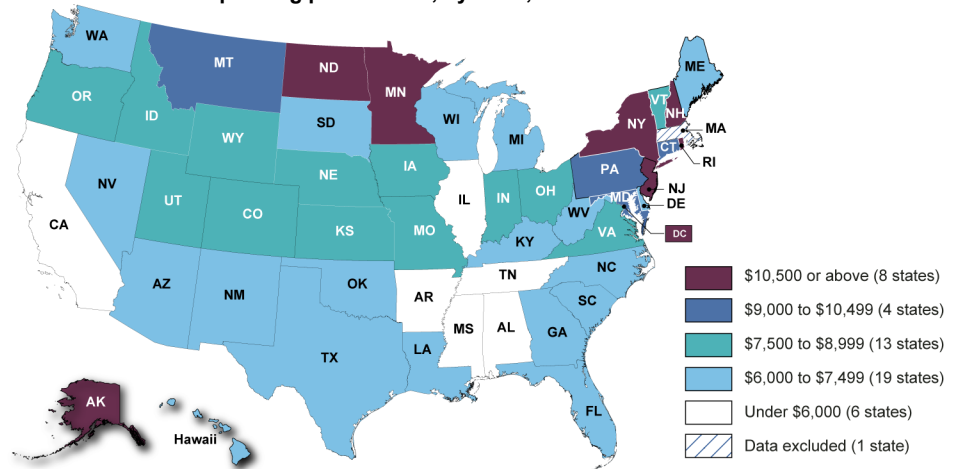 WA
MT
ND
MN
ME
OR
ID
SD
WI
MI
VT
NH
NY
MA
WY
CT
RI
IA
NE
PA
NJ
NV
UT
CO
IL
IN
OH
MD
DE
CA
KS
MO
WV
VA
DC
KY
AZ
NM
OK
AR
TN
NC
SC
MS
AL
GA
TX
LA
FL
AK
Hawaii
$10,500 or above (8 states)
$9,000 to $10,499 (4 states)
$7,500 to $8,999 (13 states)
$6,000 to $7,499 (19 states)
Under $6,000 (6 states)
Data excluded (1 state)